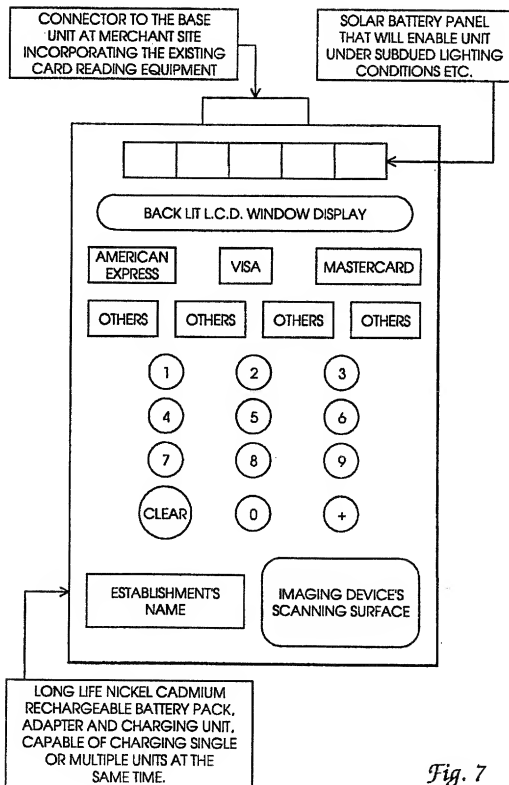 CONNECTOR TO THE BASE
UNIT AT MERCHANT SITE
INCORPORATING THE EXISTING
CARD READING EQUIPMENT
SOLAR BATTERY PANEL
THAT WILL ENABLE UNIT
UNDER SUBDUED LIGHTING
CONDITIONS ETC.
BACK LIT L.C.D. WINDOW DISPLAY
AMERICAN
EXPRESS
VISA
MASTERCARD
OTHERS OTHERS OTHERS OTHERS
1 2 3
4 5 6
7 8 9
CLEAR 0 +
ESTABLISHMENT'S
NAME
IMAGING DEVICE'S
SCANNING SURFACE
LONG LIFE NICKEL CADMIUM
RECHARGEABLE BATTERY PACK,
ADAPTER AND CHARGING UNIT,
CAPABLE OF CHARGING SINGLE
OR MULTIPLE UNITS AT THE
SAME TIME.
Fig. 7